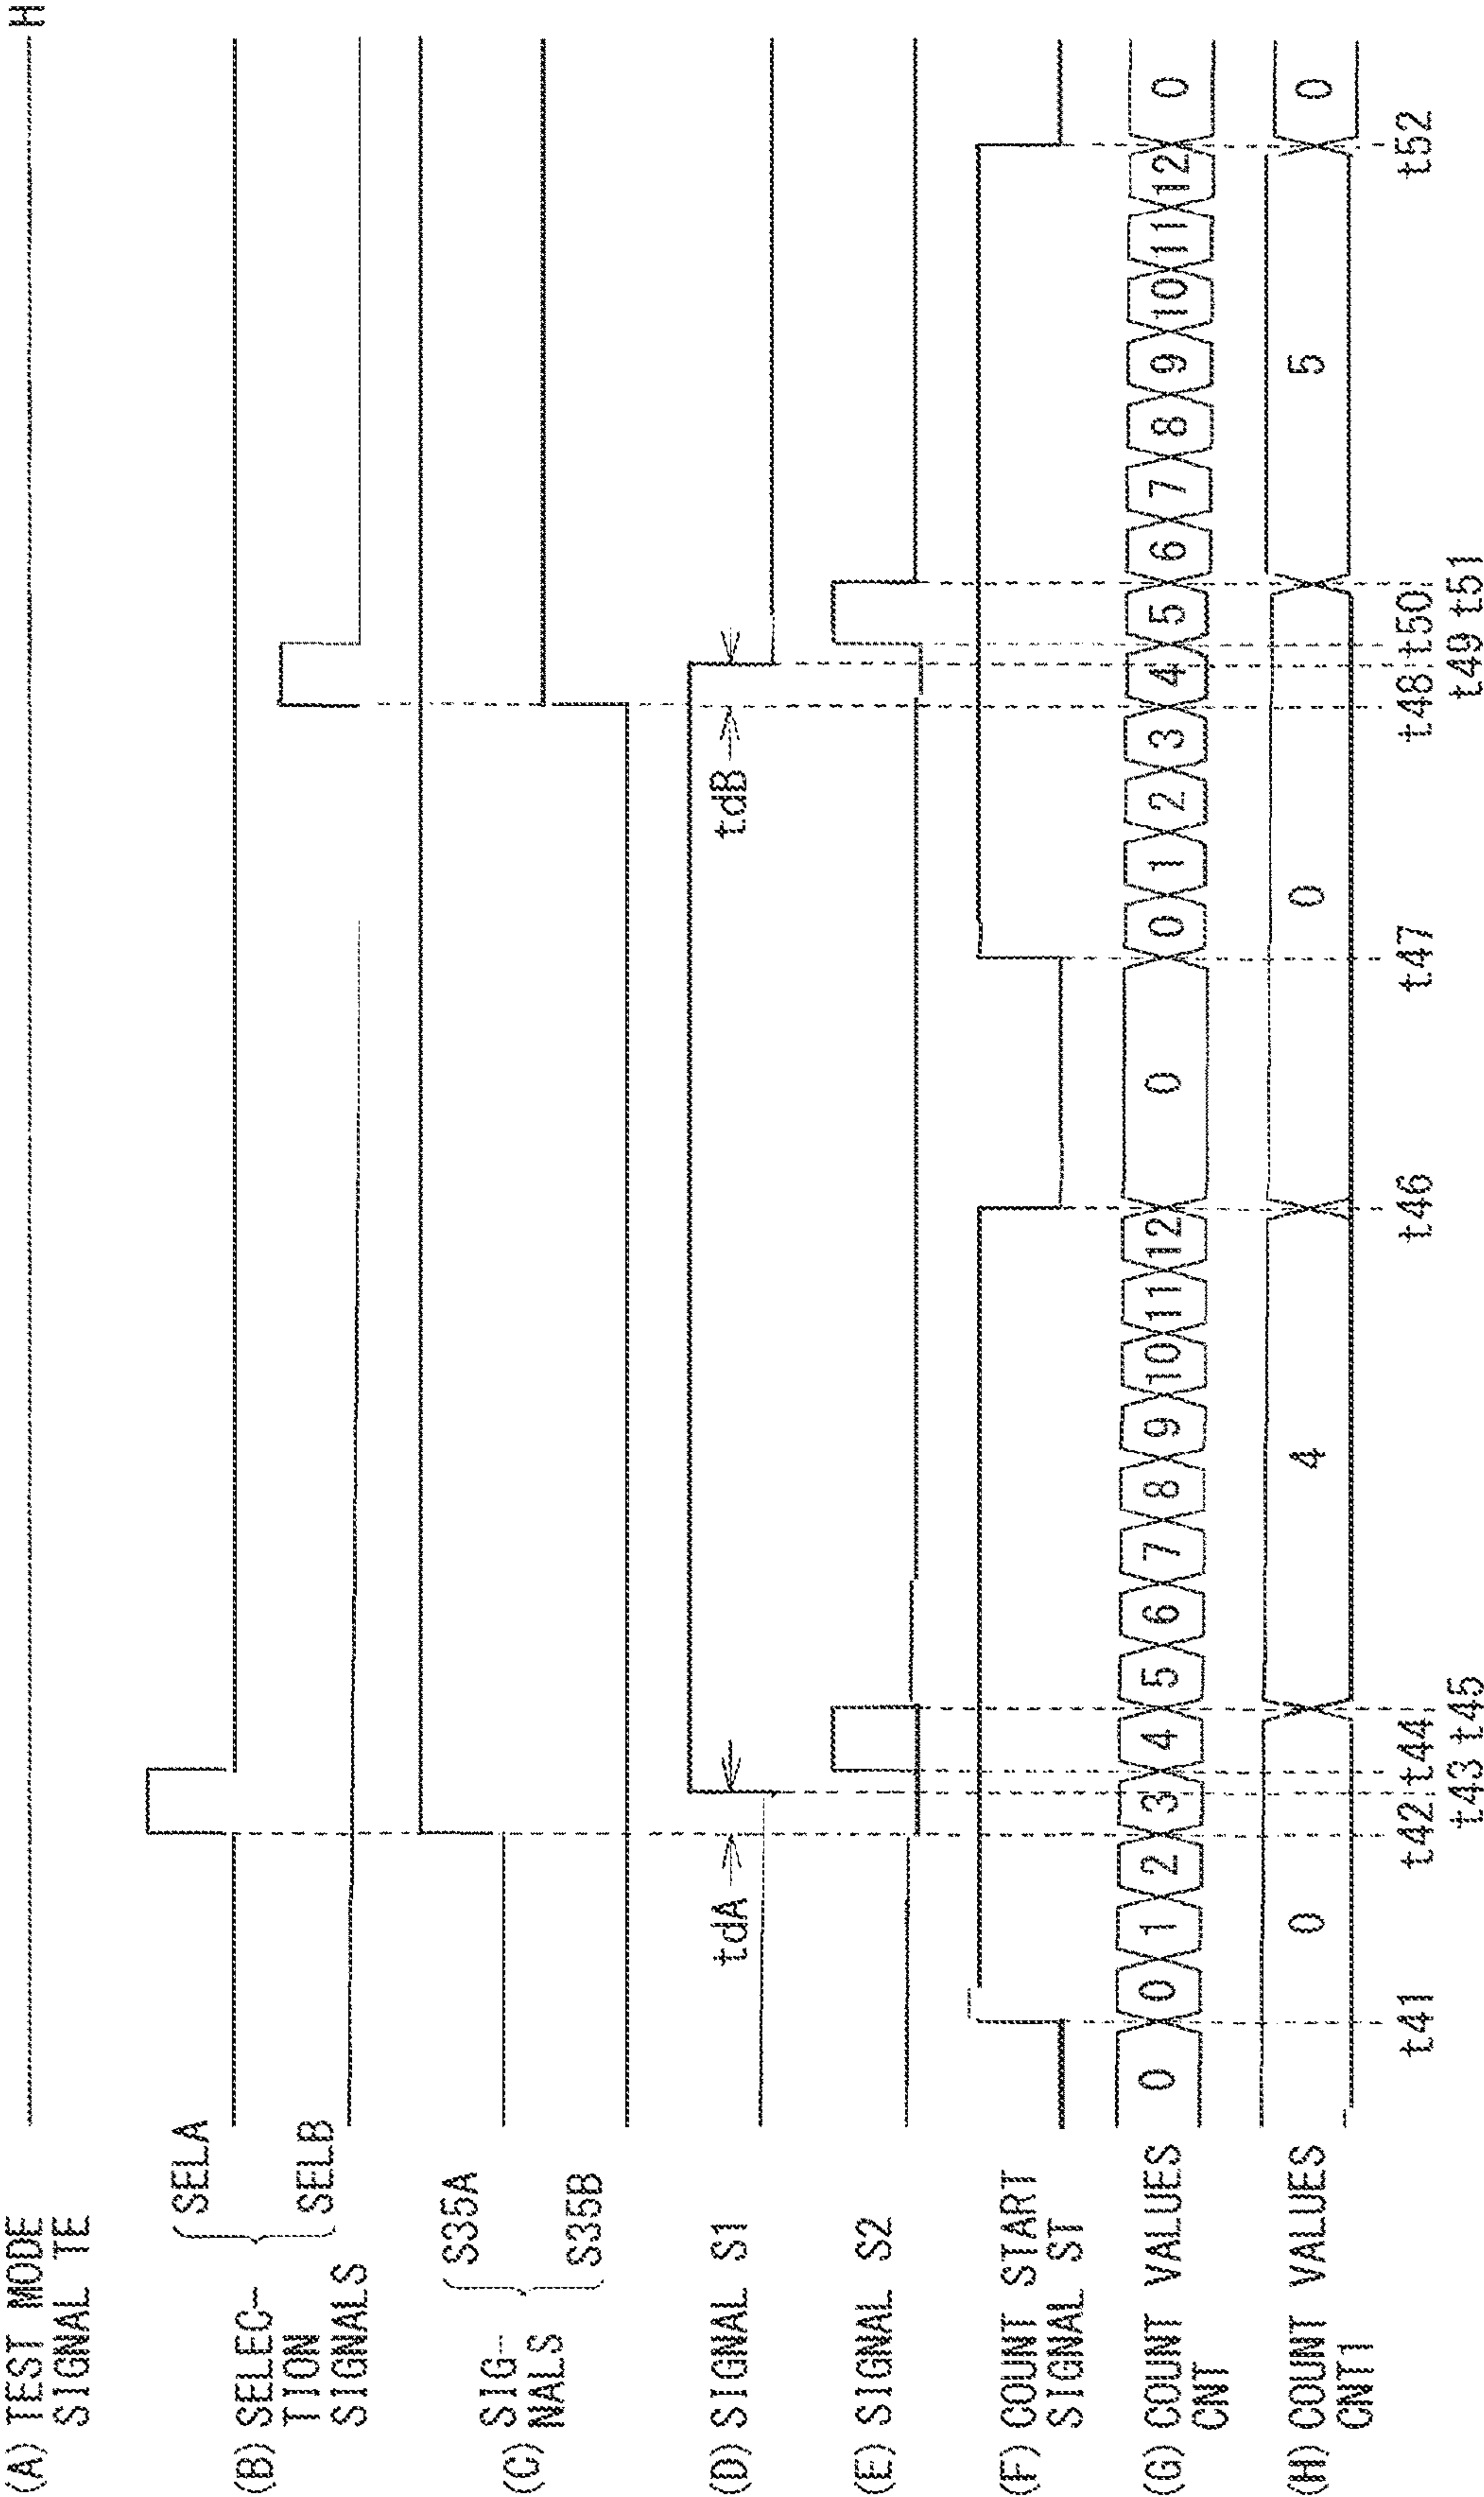 (A) TEST MODE
SIGNAL TE
H
(B) SELEC-
TION
SIGNALS
SELA
SELB
(C) SIG-
NALS
S35A
S35B
(D) SIGNAL S1
tdA
tdB
(E) SIGNAL S2
(F) COUNT START
SIGNAL ST
(G) COUNT VALUES
CNT
0 0 1 2 3 4 5 6 7 8 9 10 11 12 0 0 1 2 3 4 5 6 7 8 9 10 11 12 0
(H) COUNT VALUES
CNT1
0 4 0 5 0
t41 t42 t44 t46 t47 t48 t50 t52
t43 t45 t49 t51